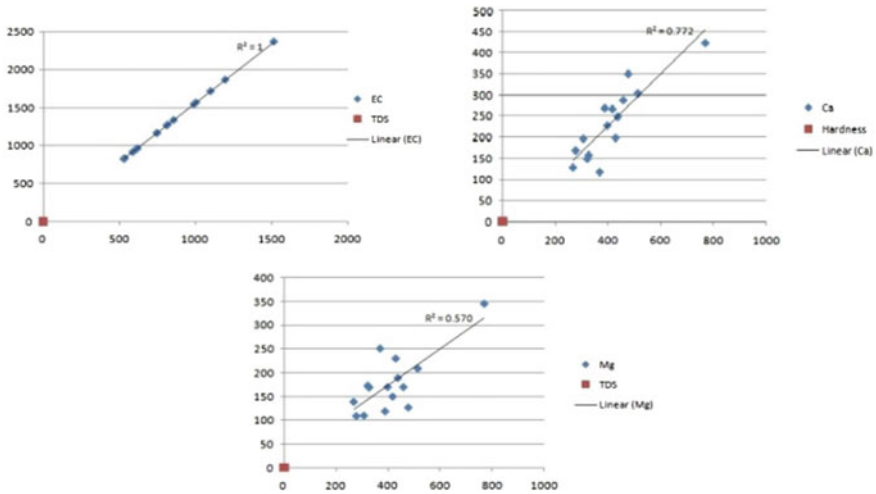 2500
2000
1500
1000
500
0
0 500 1000 1500 2000
R² = 1
EC
TDS
Linear (EC)
500
450
400
350
300
250
200
150
100
50
0
0 200 400 600 800 1000
R² = 0.772
Ca
Hardness
Linear (Ca)
400
350
300
250
200
150
100
50
0
0 200 400 600 800 1000
R² = 0.570
Mg
TDS
Linear (Mg)